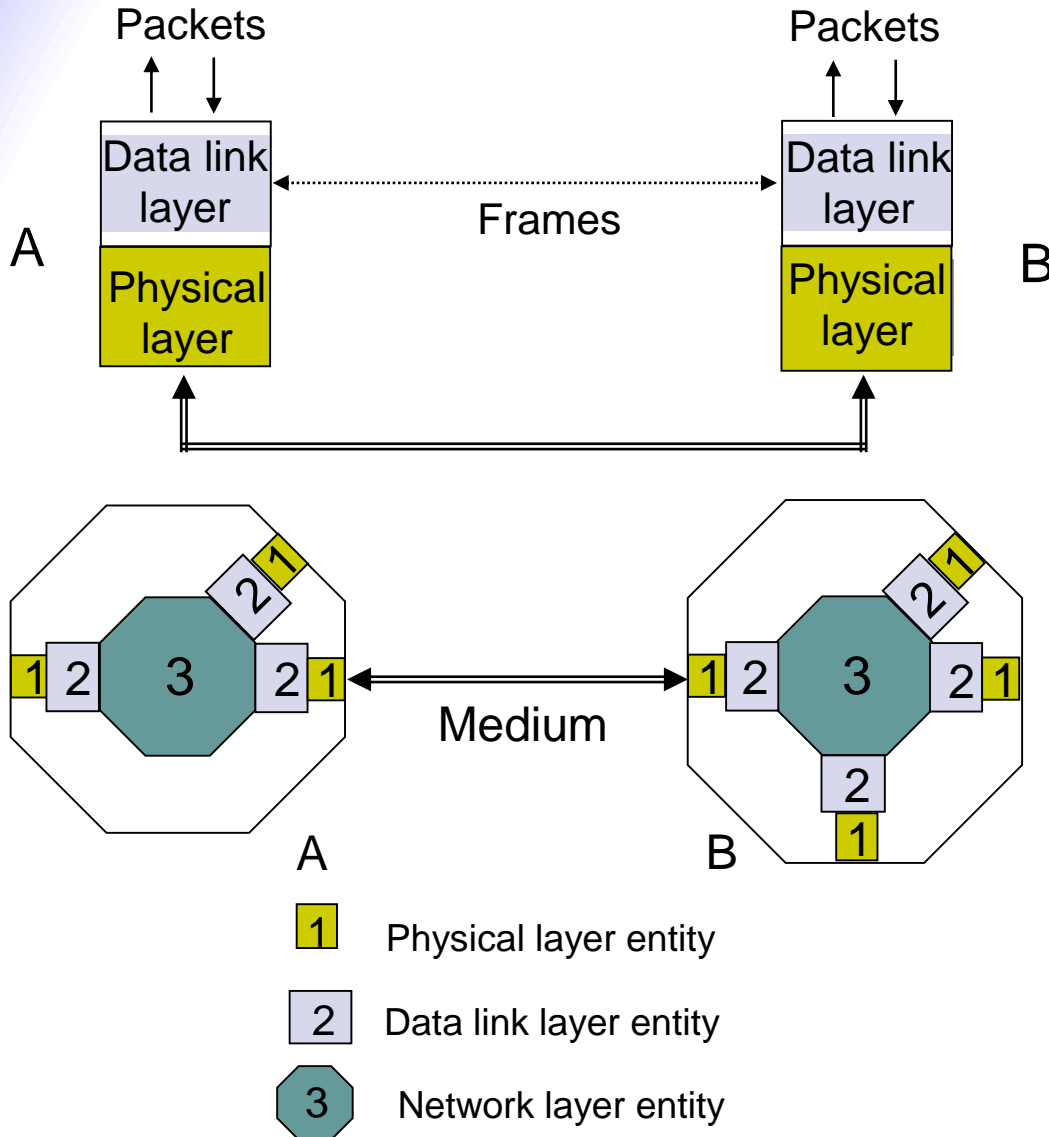 Packets
Packets
Data link
layer
Data link
layer
Frames
A
B
Physical
layer
Physical
layer
1
2
3
2
1
1
2
Medium
1
2
3
2
1
1
2
2
1
A
B
1 Physical layer entity
2 Data link layer entity
3 Network layer entity